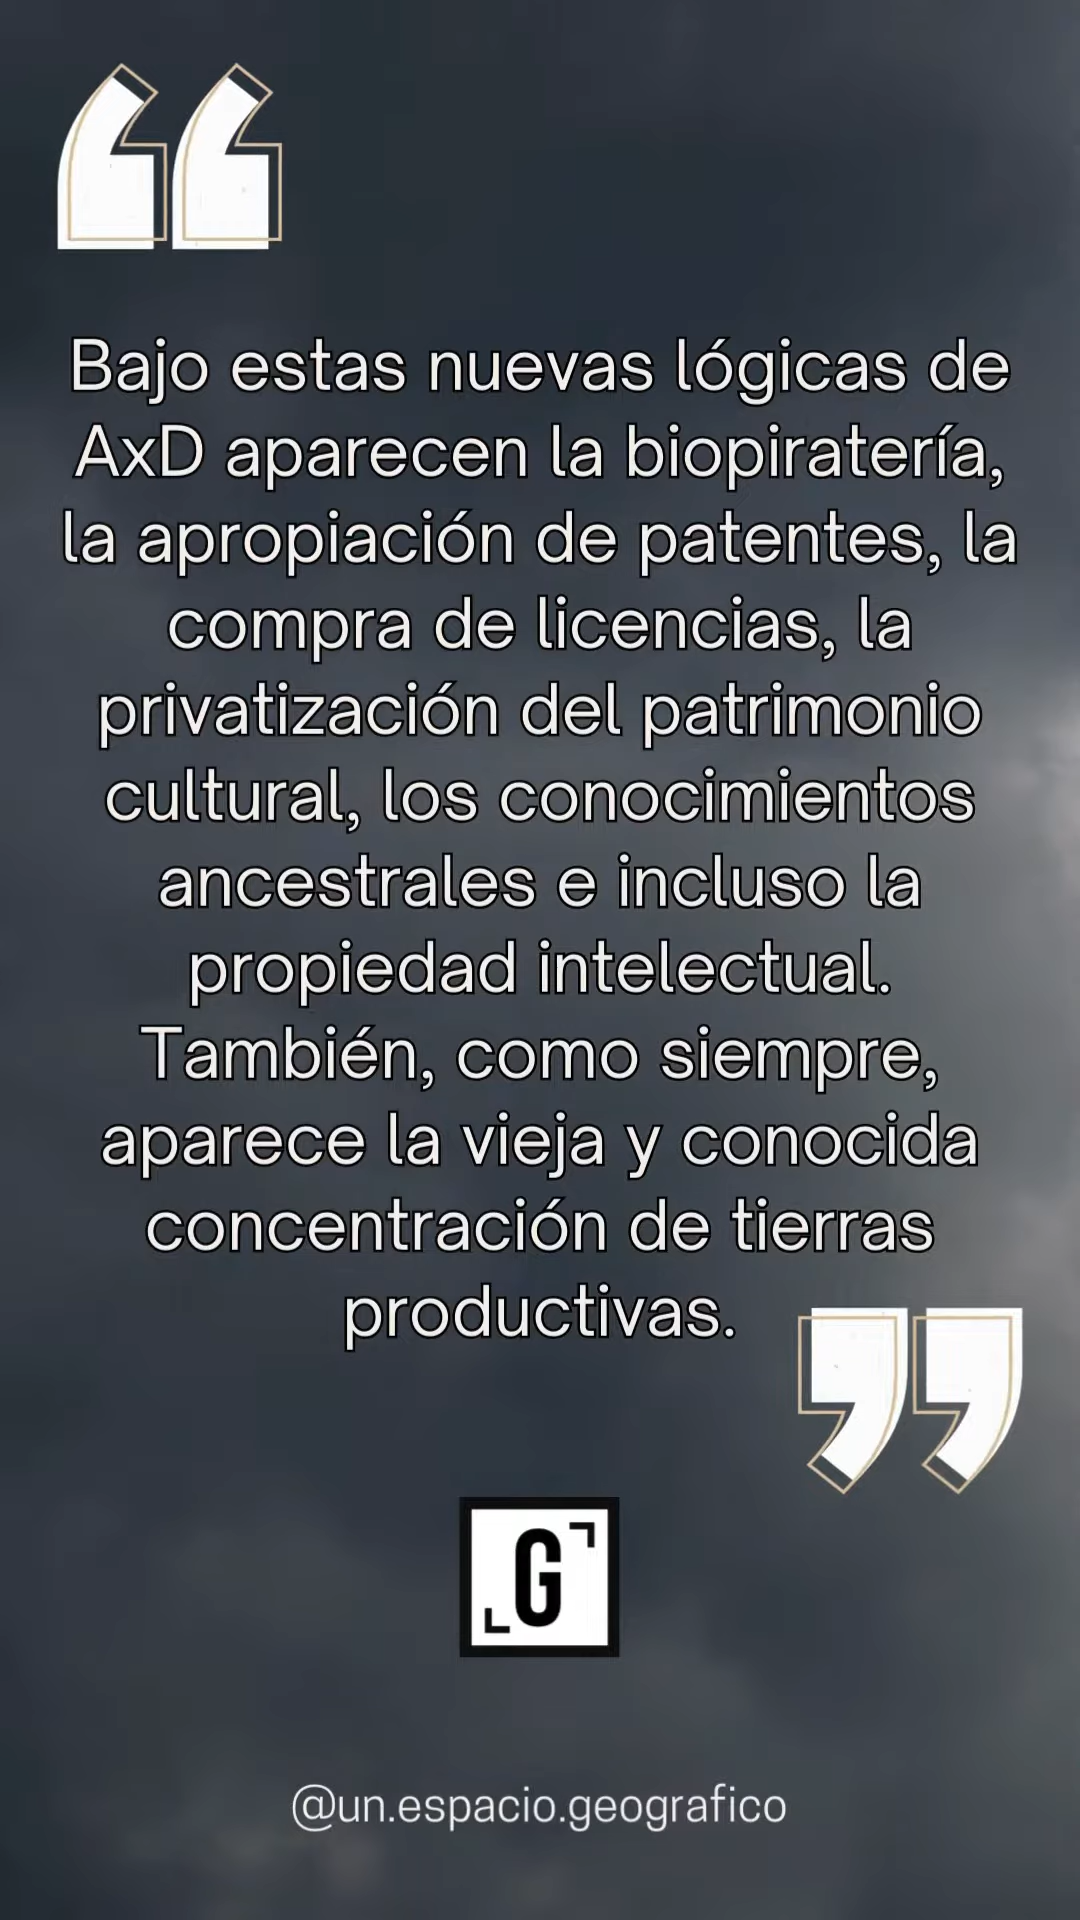 Bajo estas nuevas lógicas de
AxD aparecen la biopiratería,
la apropiación de patentes, la
compra de licencias, la
privatización del patrimonio
cultural, los conocimientos
ancestrales e incluso la
propiedad intelectual.
También, como siempre,
aparece la vieja y conocida
concentración de tierras
productivas.
G
@un.espacio.geografico